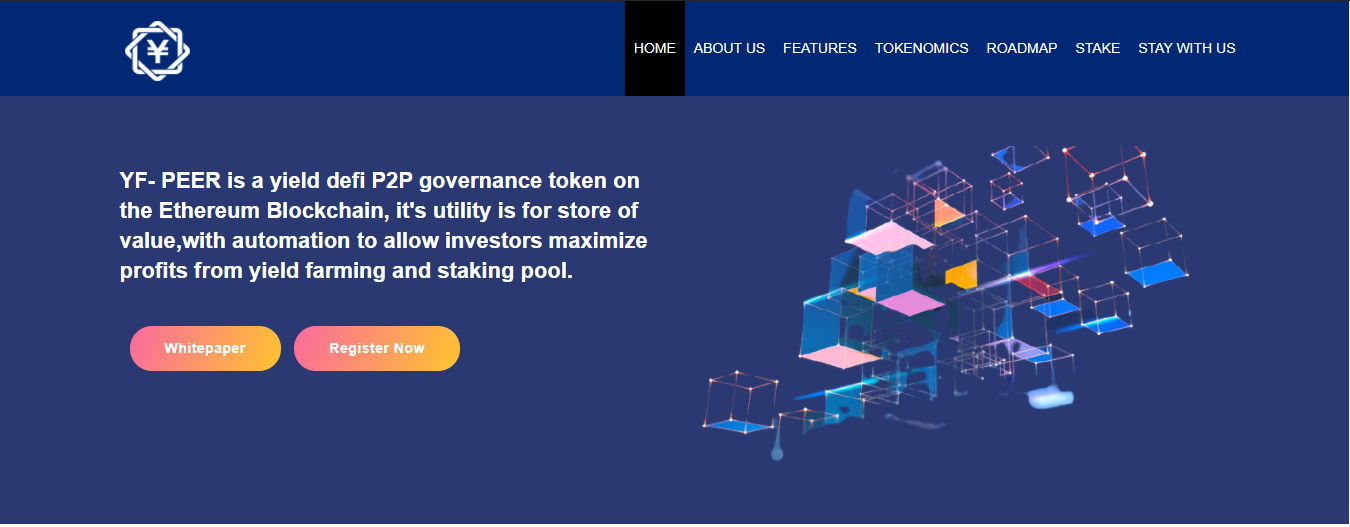 ¥
HOME ABOUT US FEATURES TOKENOMICS ROADMAP STAKE STAY WITH US
YF- PEER is a yield defi P2P governance token on
the Ethereum Blockchain, it's utility is for store of
value,with automation to allow investors maximize
profits from yield farming and staking pool.
Whitepaper Register Now